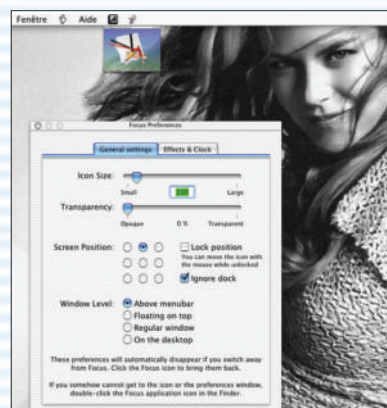 Fenêtre Aide
Focus Preferences
General settings Effects & Clock
Icon Size:
Small Large
Transparency:
Opaque 0 % Transparent
Screen Position: Lock position
You can move the icon with
the mouse while unlocked
Ignore dock
Window Level: Above menubar
Floating on top
Regular window
On the desktop
These preferences will automatically disappear if you switch away
from Focus. Click the Focus icon to bring them back.
If you somehow cannot get to the icon or the preferences window,
double-click the Focus application icon in the Finder.